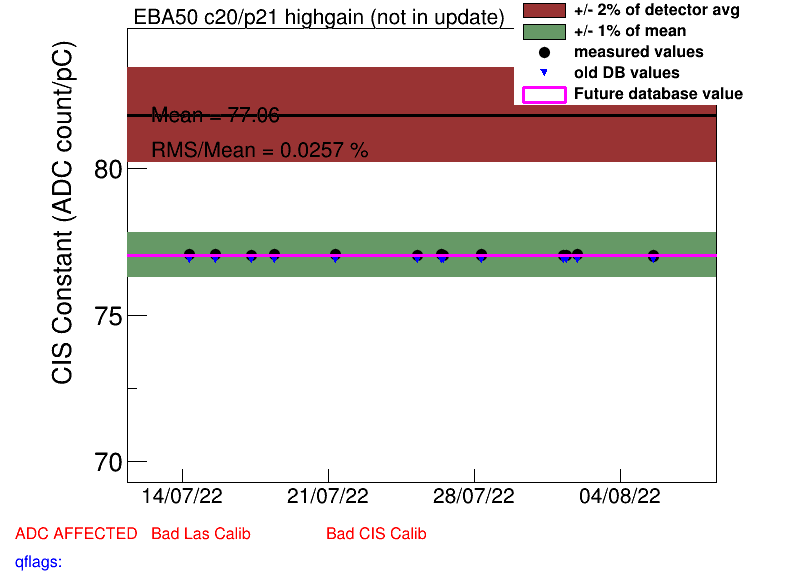 EBA50 c20/p21 highgain (not in update)
+/- 2% of detector avg
+/- 1% of mean
measured values
old DB values
Future database value
Mean = 77.06
RMS/Mean = 0.0257 %
CIS Constant (ADC count/pC)
80
75
70
14/07/22 21/07/22 28/07/22 04/08/22
ADC AFFECTED Bad Las Calib Bad CIS Calib
qflags: